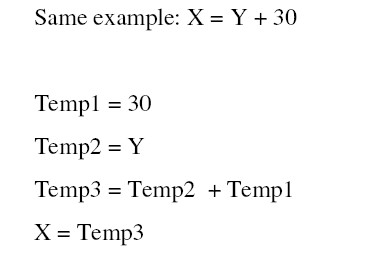 Same example: X = Y + 30
Temp1 = 30
Temp2 = Y
Temp3 = Temp2  + Temp1
X = Temp3